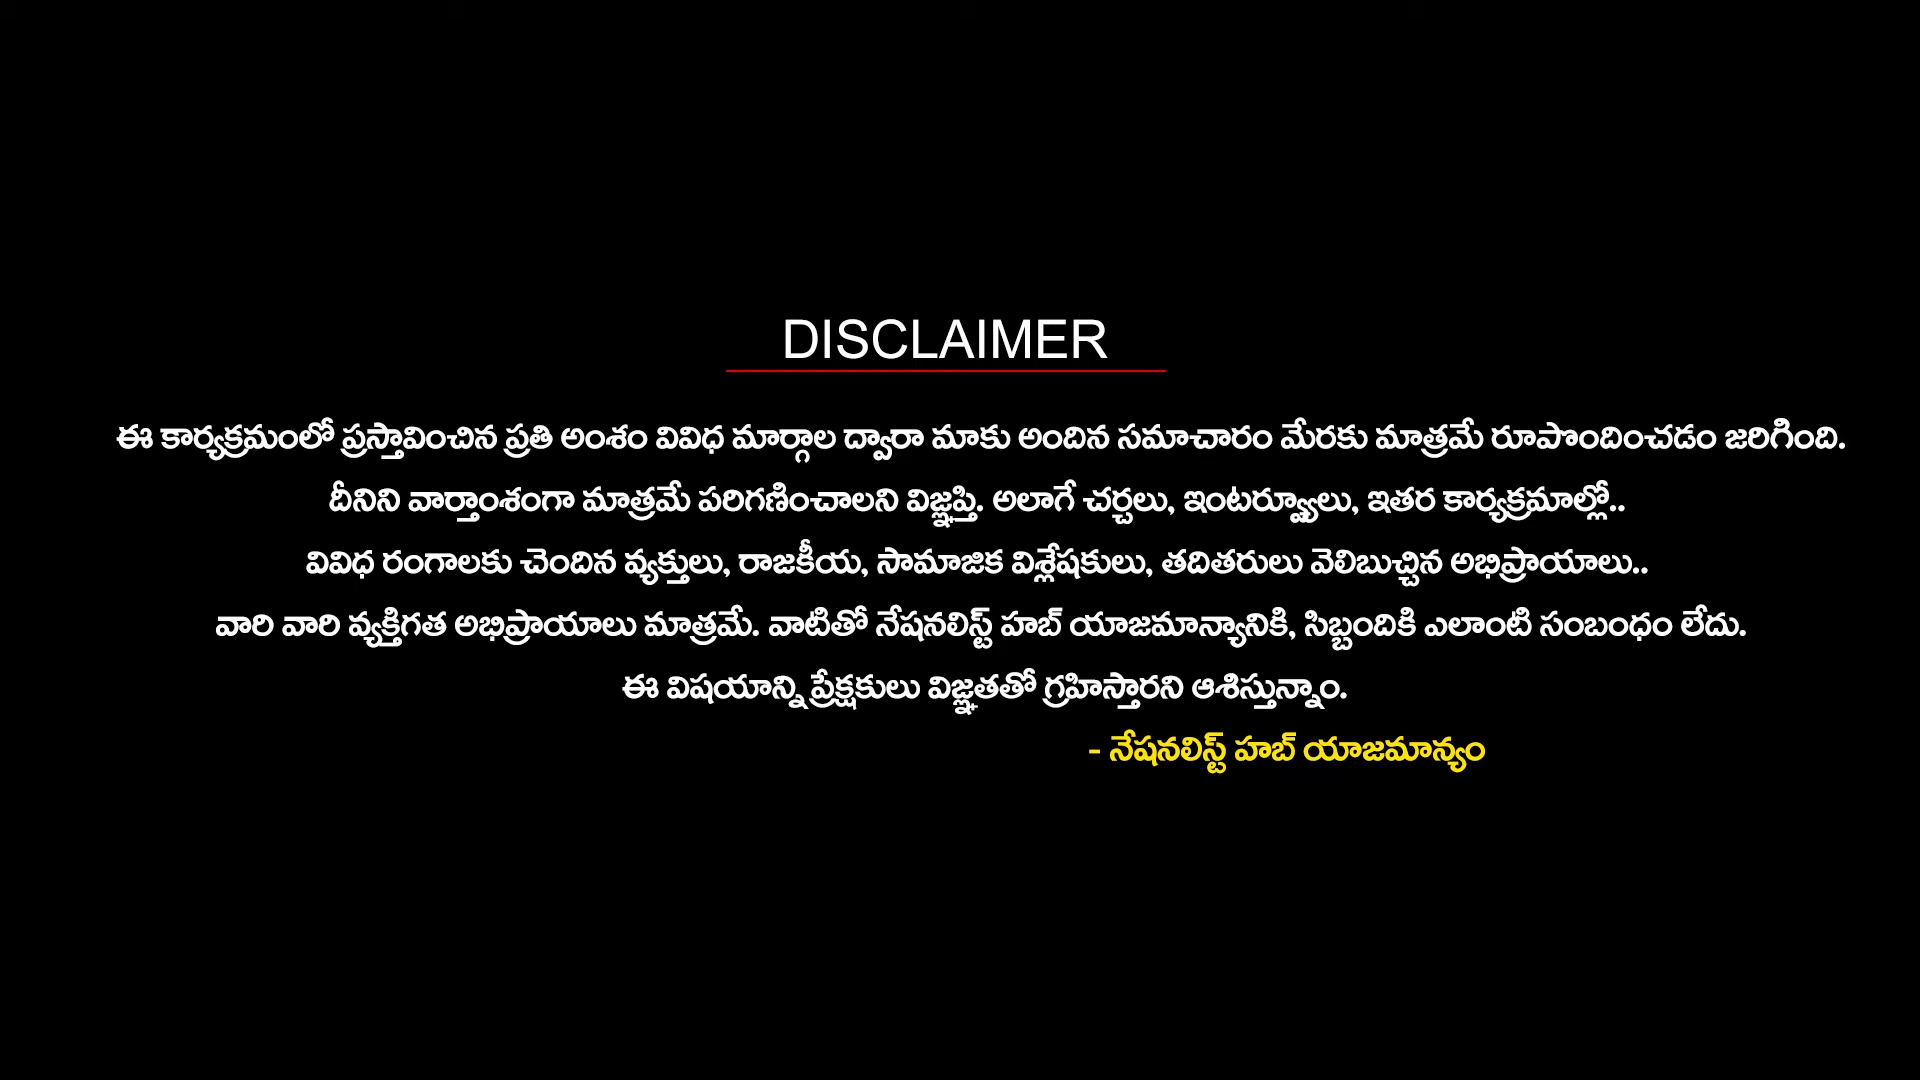 DISCLAIMER
ఈ కార్యక్రమంలో ప్రస్తావించిన ప్రతి అంశం వివిధ మార్గాల ద్వారా మాకు అందిన సమాచారం మేరకు మాత్రమే రూపొందించడం జరిగింది.
దీనిని వార్తాంశంగా మాత్రమే పరిగణించాలని విజ్ఞప్తి. అలాగే చర్చలు, ఇంటర్వ్యూలు, ఇతర కార్యక్రమాల్లో..
వివిధ రంగాలకు చెందిన వ్యక్తులు, రాజకీయ, సామాజిక విశ్లేషకులు, తదితరులు వెలిబుచ్చిన అభిప్రాయాలు..
వారి వారి వ్యక్తిగత అభిప్రాయాలు మాత్రమే. వాటితో నేషనలిస్ట్ హబ్ యాజమాన్యానికి, సిబ్బందికి ఎలాంటి సంబంధం లేదు.
ఈ విషయాన్ని ప్రేక్షకులు విజ్ఞతతో గ్రహిస్తారని ఆశిస్తున్నాం.
- నేషనలిస్ట్ హబ్ యాజమాన్యం